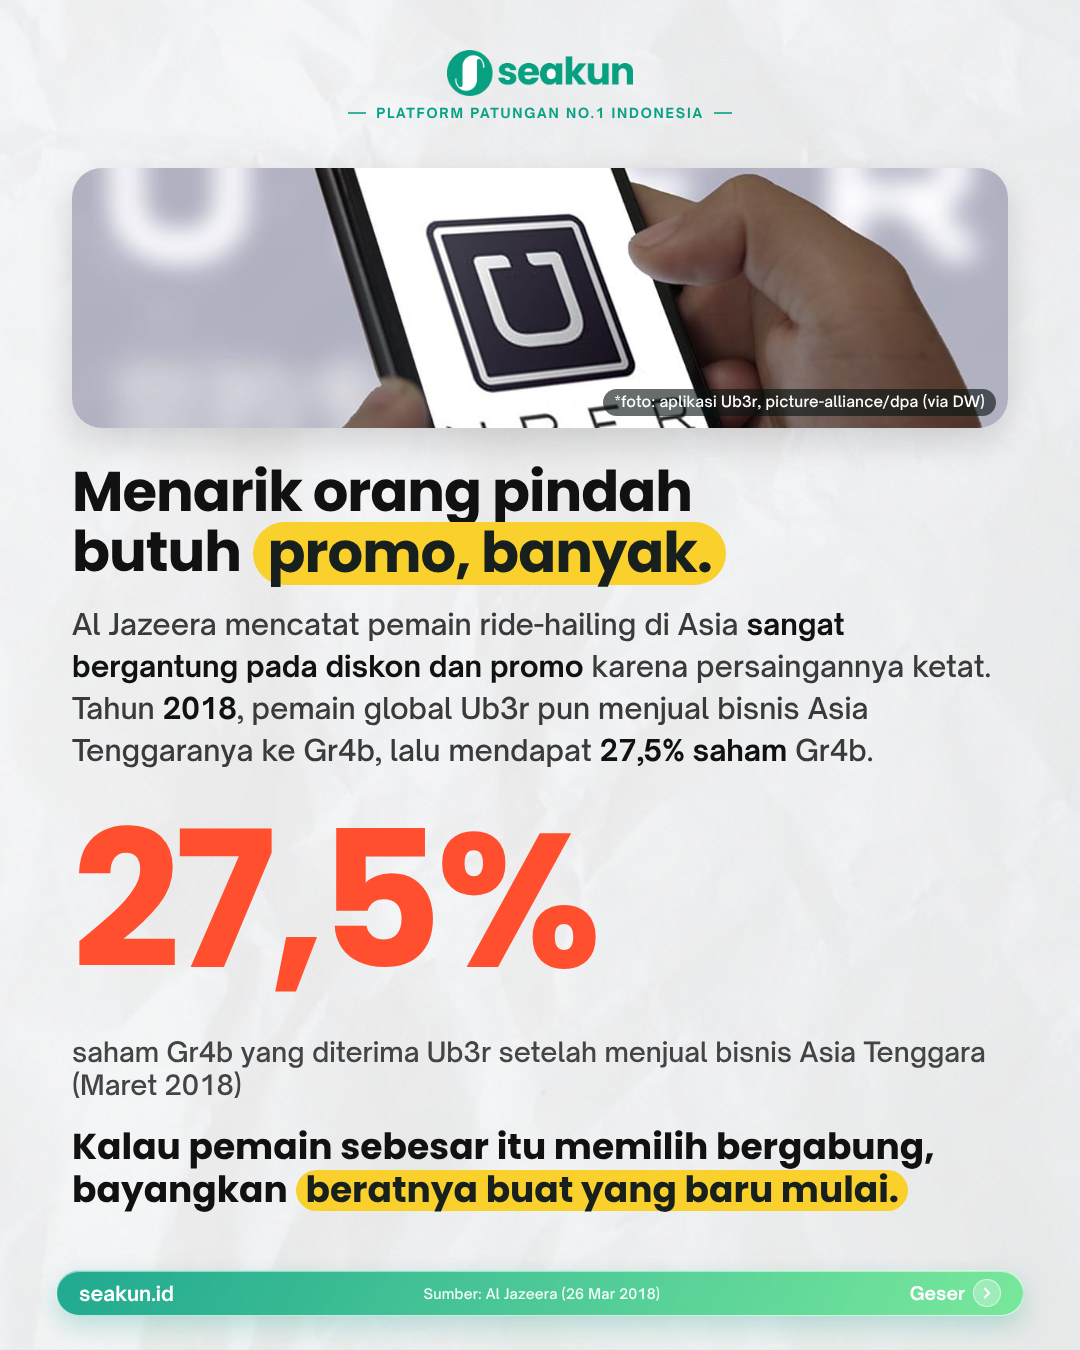 seakun
PLATFORM PATUNGAN NO.1 INDONESIA
U B E R
UBER
*foto: aplikasi Ub3r, picture-alliance/dpa (via DW)
Menarik orang pindah
butuh promo, banyak.
Al Jazeera mencatat pemain ride-hailing di Asia sangat
bergantung pada diskon dan promo karena persaingannya ketat.
Tahun 2018, pemain global Ub3r pun menjual bisnis Asia
Tenggaranya ke Gr4b, lalu mendapat 27,5% saham Gr4b.
27,5%
saham Gr4b yang diterima Ub3r setelah menjual bisnis Asia Tenggara
(Maret 2018)
Kalau pemain sebesar itu memilih bergabung,
bayangkan beratnya buat yang baru mulai.
seakun.id
Sumber: Al Jazeera (26 Mar 2018)
Geser